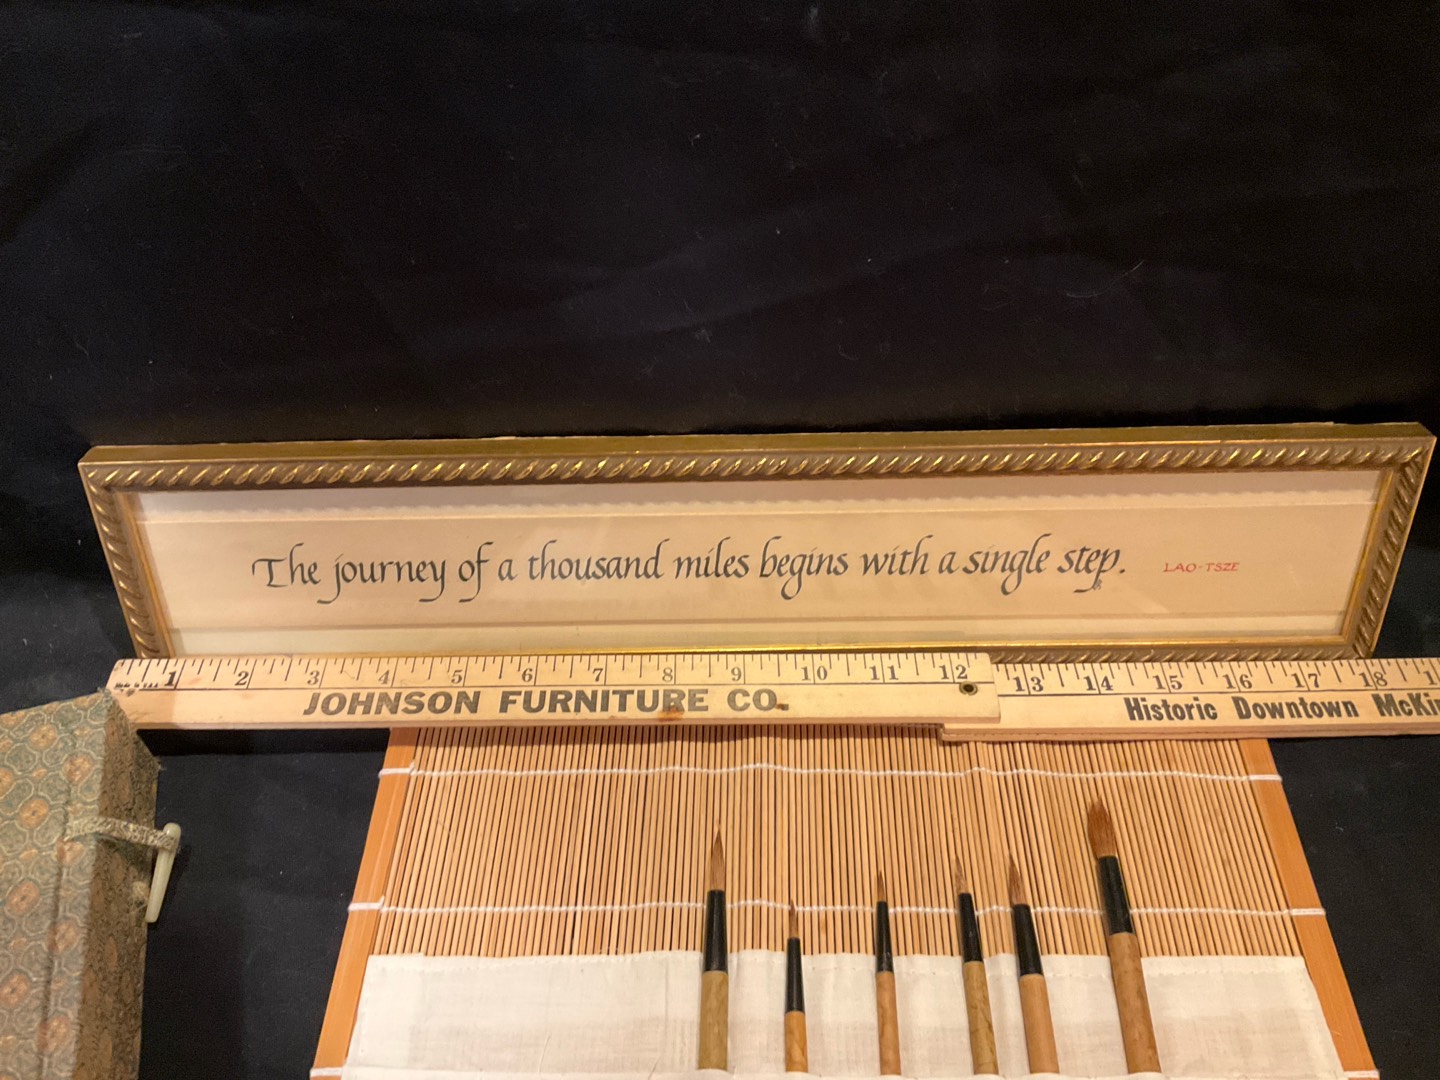 The journey of a thousand miles begins with a single step. LAO-TSZE
1 2 3 4 5 6 7 8 9 10 11 12 13 14 15 16 17 18
JOHNSON FURNITURE CO.
Historic Downtown